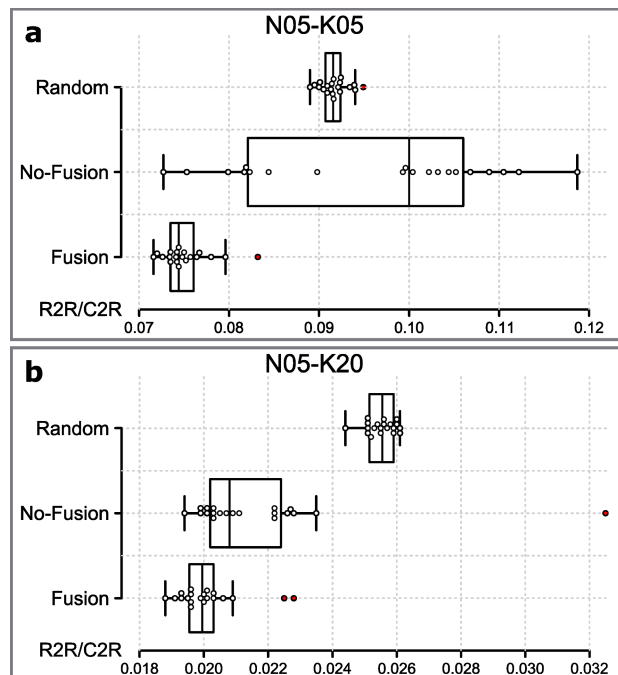 a
N05-K05
Random
No-Fusion
Fusion
R2R/C2R
0.07 0.08 0.09 0.10 0.11 0.12
b
N05-K20
Random
No-Fusion
Fusion
R2R/C2R
0.018 0.020 0.022 0.024 0.026 0.028 0.030 0.032